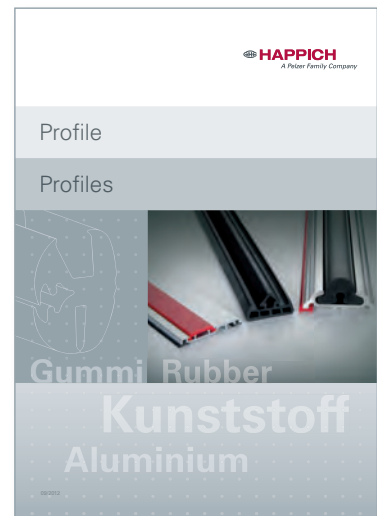 HAPPICH
A Pelzer Family Company
Profile
Profiles
Gummi Rubber
Kunststoff
Aluminium